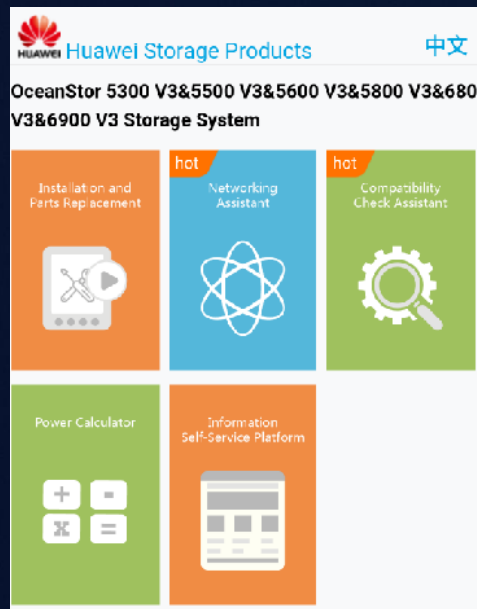 HUAWEI Huawei Storage Products 中文
OceanStor 5300 V3&5500 V3&5600 V3&5800 V3&680
V3&6900 V3 Storage System
Installation and
Parts Replacement
hot
Networking
Assistant
hot
Compatibility
Check Assistant
Power Calculator
Information
Self-Service Platform